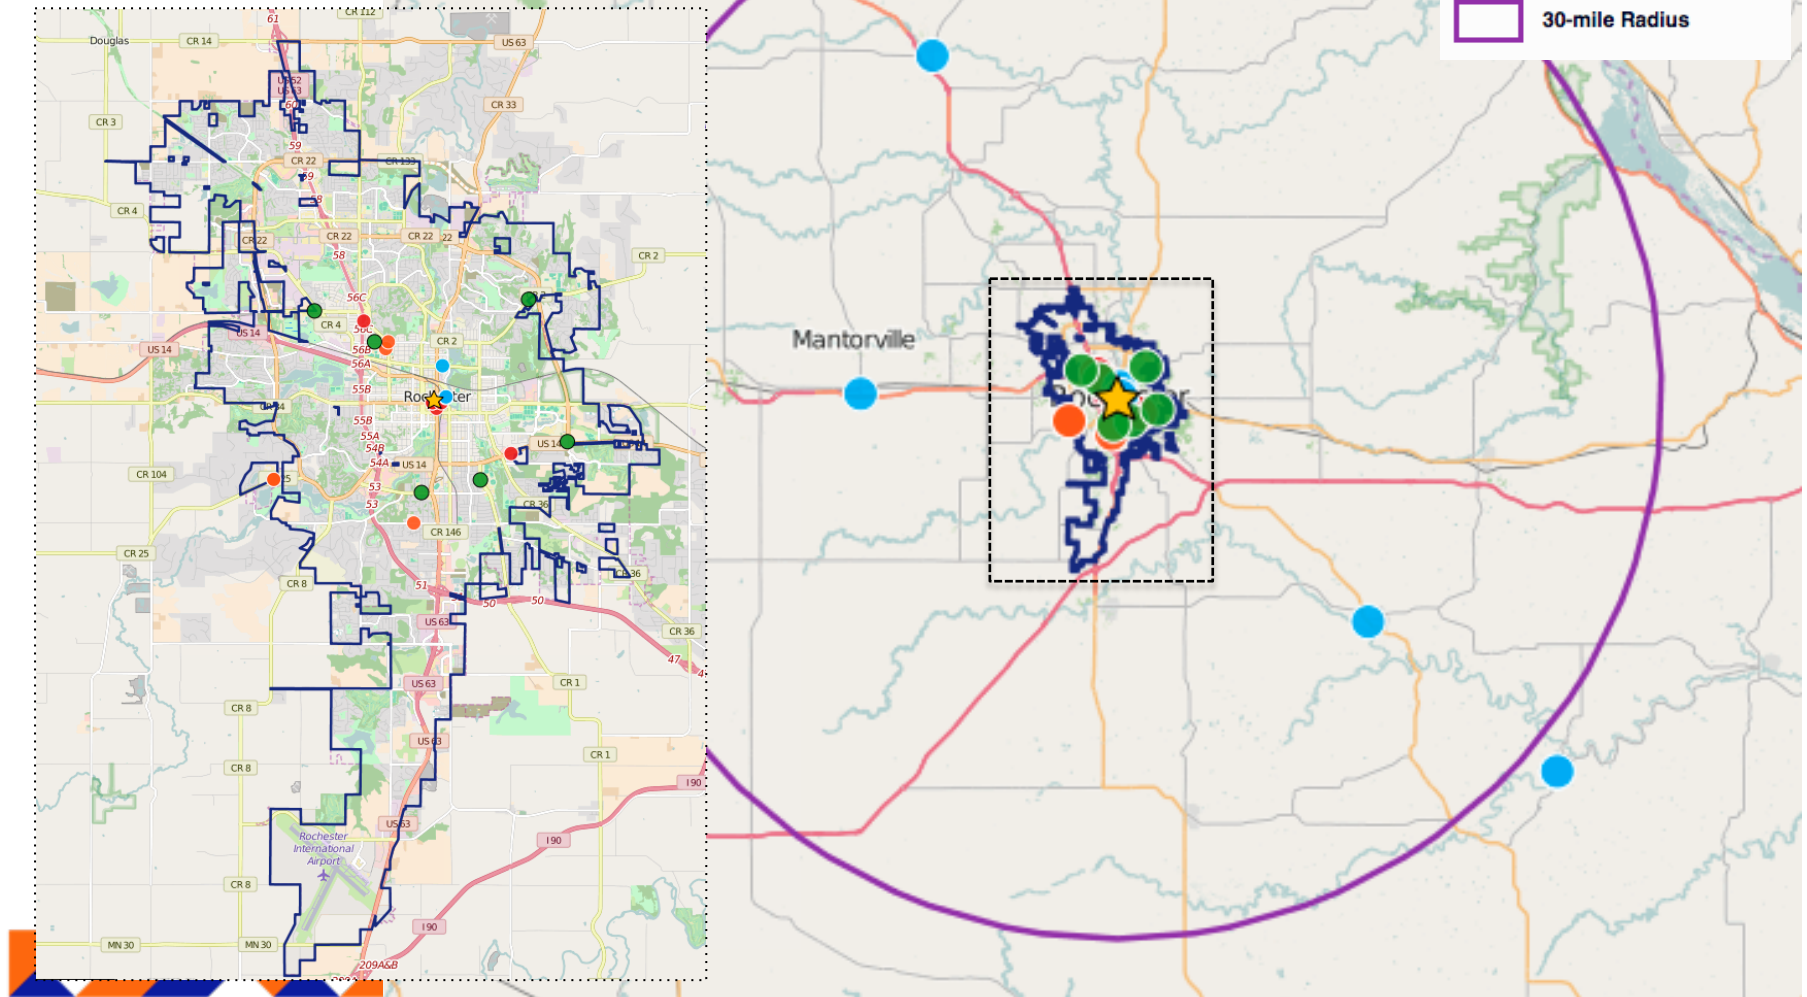 61
CR 112
Douglas
CR 14
US 63
US 52
US 63
60
CR 33
CR 3
59
CR 22
CR 133
59
58
CR 4
CR 22
CR 22
CR 22
22
58
CR 2
56C
CR 4
56C
US 14
US 14
56B
CR 2
56A
55B
Rochester
CR 34
55B
55A
54B
54A
US 14
US 14
CR 104
25
53
53
CR 36
CR 146
CR 25
CR 8
51
CR 36
50
50
US 63
CR 36
47
US 63
CR 1
CR 8
US 63
CR 1
CR 8
I 90
US 63
Rochester
International
Airport
I 90
CR 8
I 90
MN 30
MN 30
209A&B
30-mile Radius
Mantorville